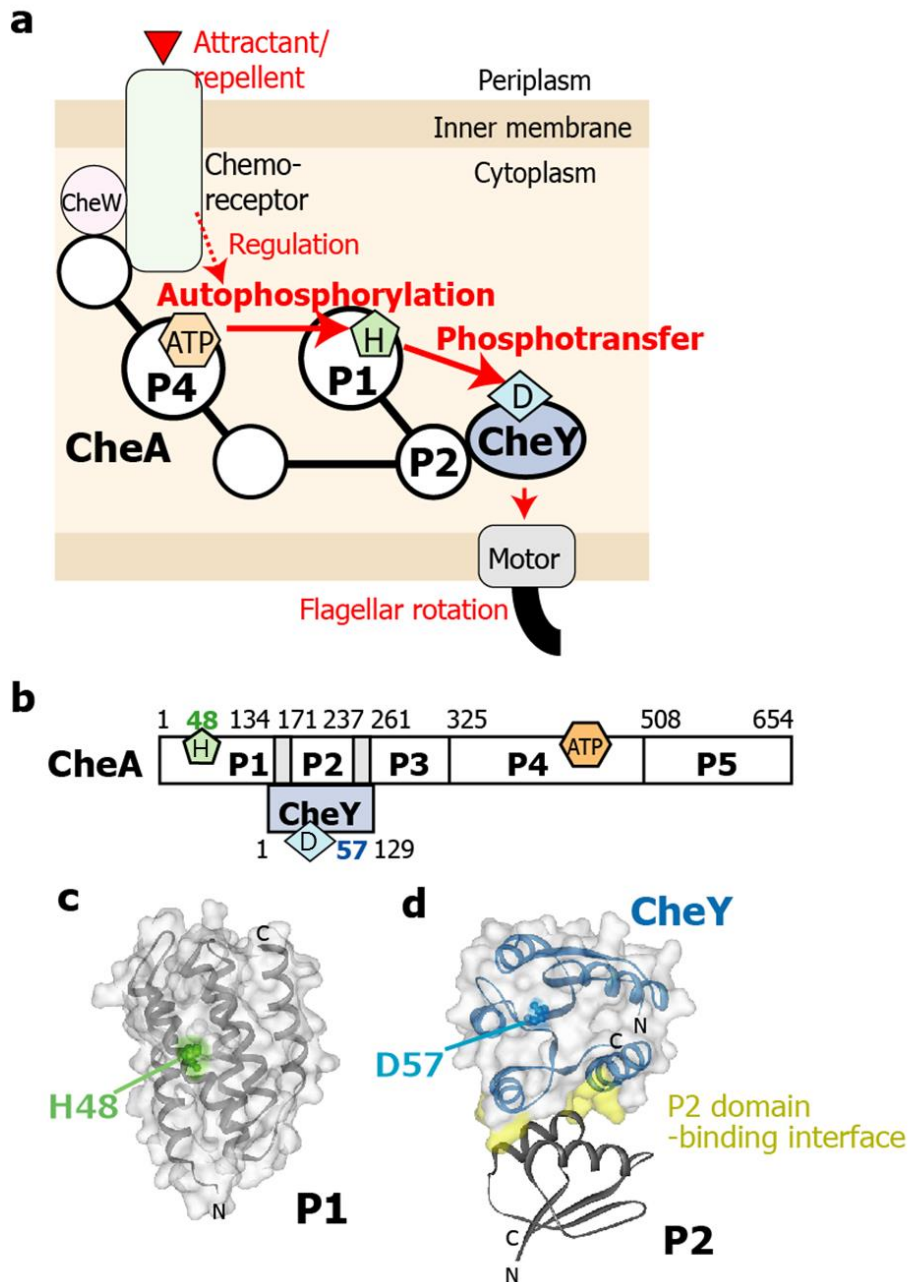 a
Attractant/
repellent
Periplasm
Inner membrane
Cytoplasm
Chemo-
receptor
CheW
Regulation
Autophosphorylation
ATP
H
Phosphotransfer
P4
P1
D
CheA
P2
CheY
Motor
Flagellar rotation
b
1 48 134 171 237 261 325 508 654
CheA H P1 P2 P3 P4 ATP P5
CheY
D
1 57 129
c
C
H48
N
P1
d
CheY
N
C
D57
P2 domain
-binding interface
C
P2
N